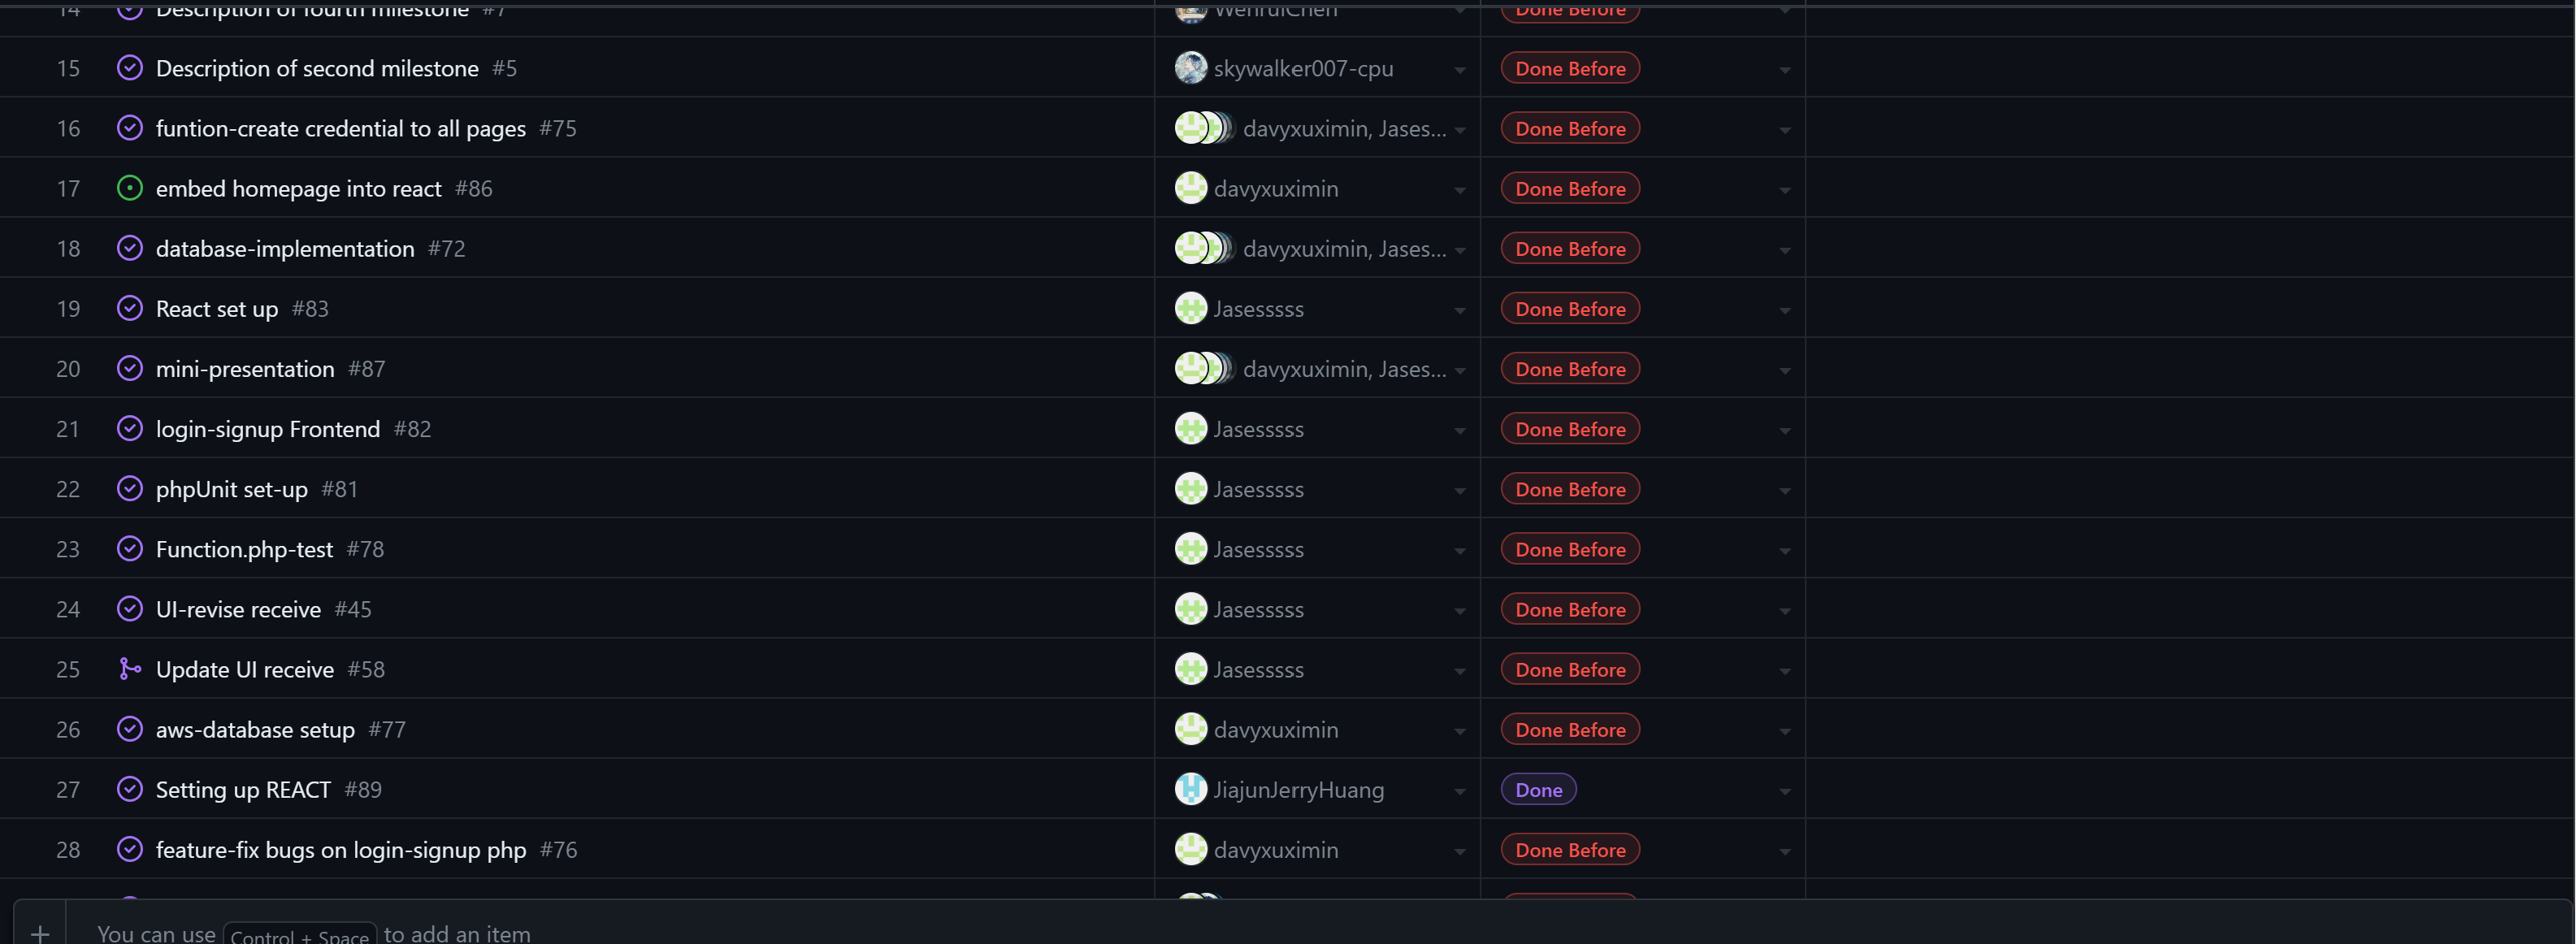 14 Description of fourth milestone #7 WenruiChen Done Before
15 Description of second milestone #5 skywalker007-cpu Done Before
16 funtion-create credential to all pages #75 davyxuximin, Jases... Done Before
17 embed homepage into react #86 davyxuximin Done Before
18 database-implementation #72 davyxuximin, Jases... Done Before
19 React set up #83 Jasesssss Done Before
20 mini-presentation #87 davyxuximin, Jases... Done Before
21 login-signup Frontend #82 Jasesssss Done Before
22 phpUnit set-up #81 Jasesssss Done Before
23 Function.php-test #78 Jasesssss Done Before
24 UI-revise receive #45 Jasesssss Done Before
25 Update UI receive #58 Jasesssss Done Before
26 aws-database setup #77 davyxuximin Done Before
27 Setting up REACT #89 JiajunJerryHuang Done
28 feature-fix bugs on login-signup php #76 davyxuximin Done Before
+ You can use Control + Space to add an item